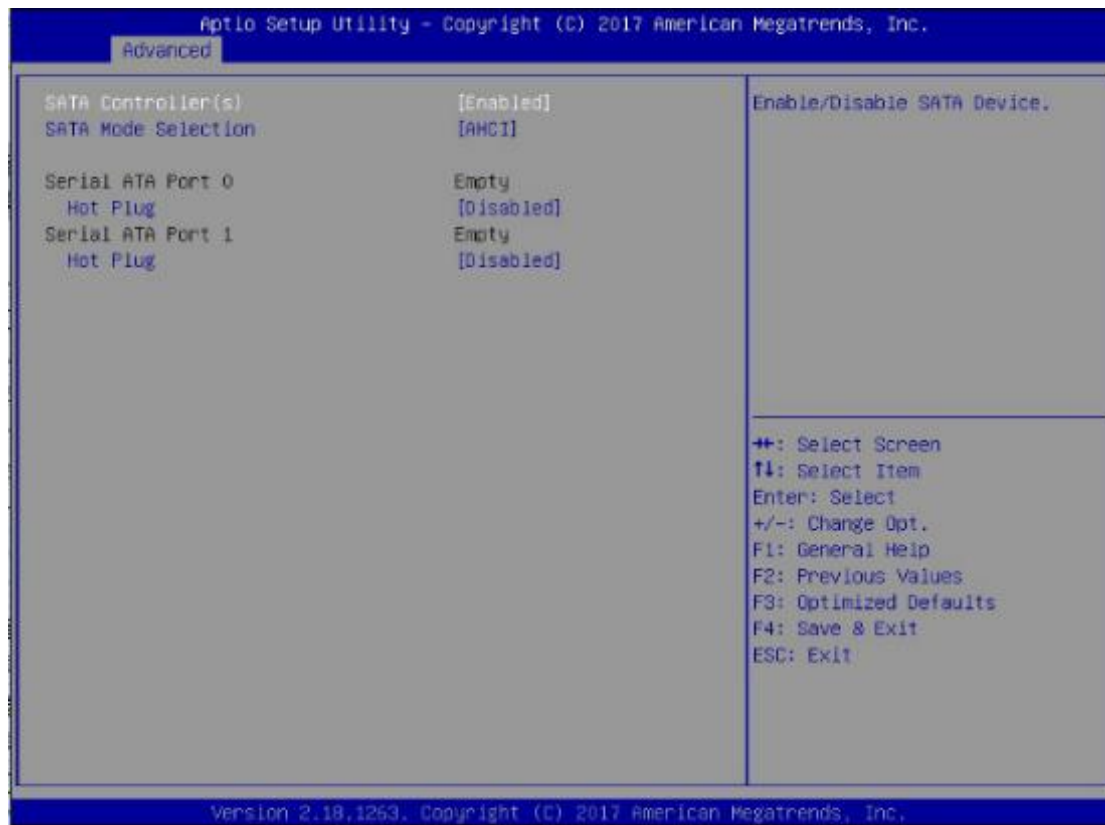 Aptio Setup Utility - Copyright (C) 2017 American Megatrends, Inc.
Advanced
SATA Controller(s) [Enabled]
SATA Mode Selection [AHCI]
Serial ATA Port 0 Empty
Hot Plug [Disabled]
Serial ATA Port 1 Empty
Hot Plug [Disabled]
Enable/Disable SATA Device.
→←: Select Screen
↑↓: Select Item
Enter: Select
+/-: Change Opt.
F1: General Help
F2: Previous Values
F3: Optimized Defaults
F4: Save & Exit
ESC: Exit
Version 2.18.1263. Copyright (C) 2017 American Megatrends, Inc.